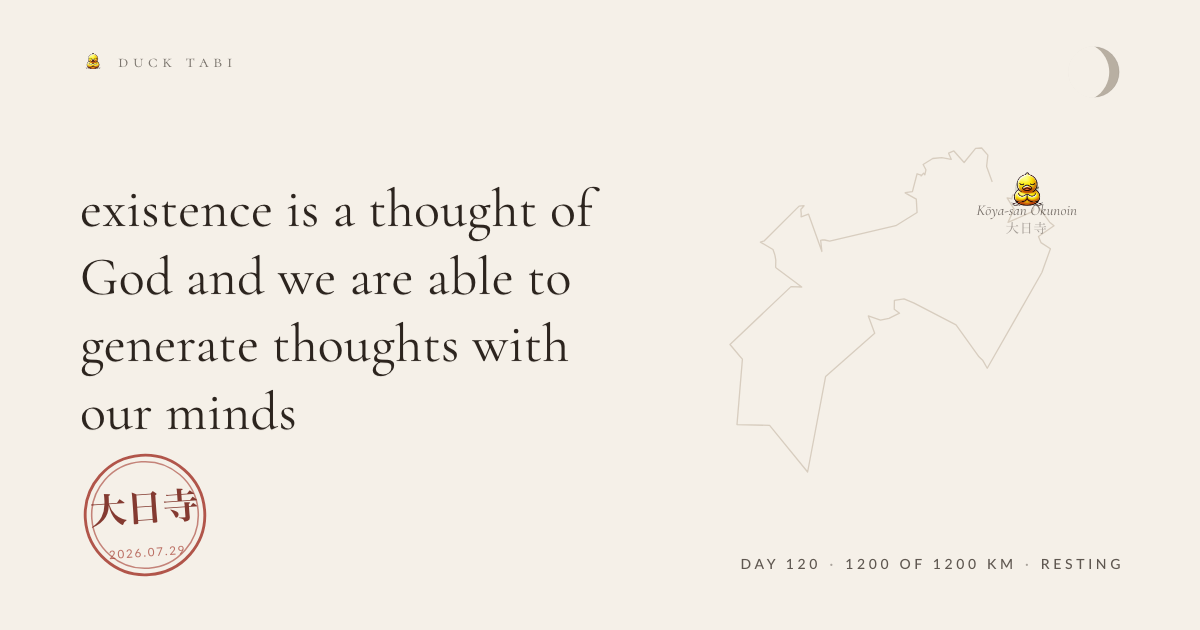 DUCK TABI
existence is a thought of
God and we are able to
generate thoughts with
our minds
Kōya-san Okunoin
大日寺
大日寺
2026.07.29
DAY 120 · 1200 OF 1200 KM · RESTING